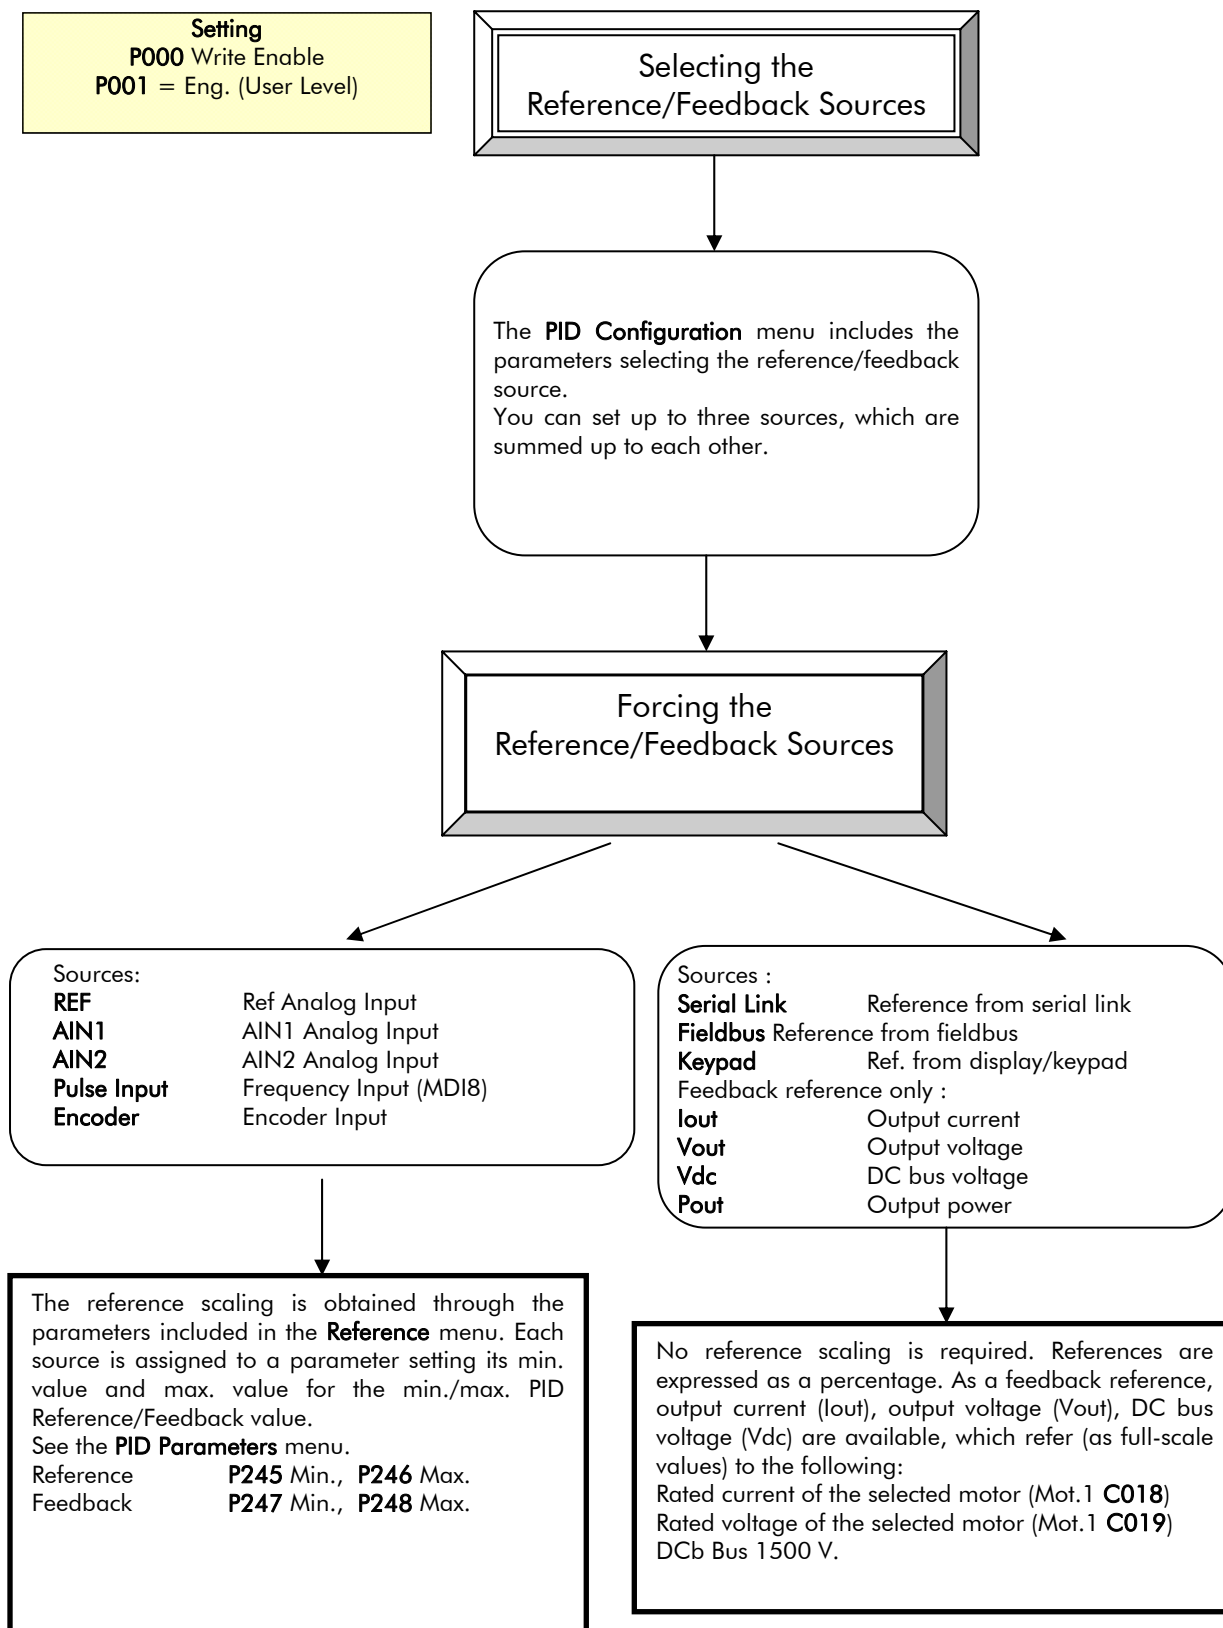 Setting
P000 Write Enable
P001 = Eng. (User Level)
Selecting the
Reference/Feedback Sources
The PID Configuration menu includes the
parameters selecting the reference/feedback
source.
You can set up to three sources, which are
summed up to each other.
Forcing the
Reference/Feedback Sources
Sources:
REF Ref Analog Input
AIN1 AIN1 Analog Input
AIN2 AIN2 Analog Input
Pulse Input Frequency Input (MDI8)
Encoder Encoder Input
Sources :
Serial Link Reference from serial link
Fieldbus Reference from fieldbus
Keypad Ref. from display/keypad
Feedback reference only :
Iout Output current
Vout Output voltage
Vdc DC bus voltage
Pout Output power
The reference scaling is obtained through the
parameters included in the Reference menu. Each
source is assigned to a parameter setting its min.
value and max. value for the min./max. PID
Reference/Feedback value.
See the PID Parameters menu.
Reference P245 Min., P246 Max.
Feedback P247 Min., P248 Max.
No reference scaling is required. References are
expressed as a percentage. As a feedback reference,
output current (Iout), output voltage (Vout), DC bus
voltage (Vdc) are available, which refer (as full-scale
values) to the following:
Rated current of the selected motor (Mot.1 C018)
Rated voltage of the selected motor (Mot.1 C019)
DCb Bus 1500 V.